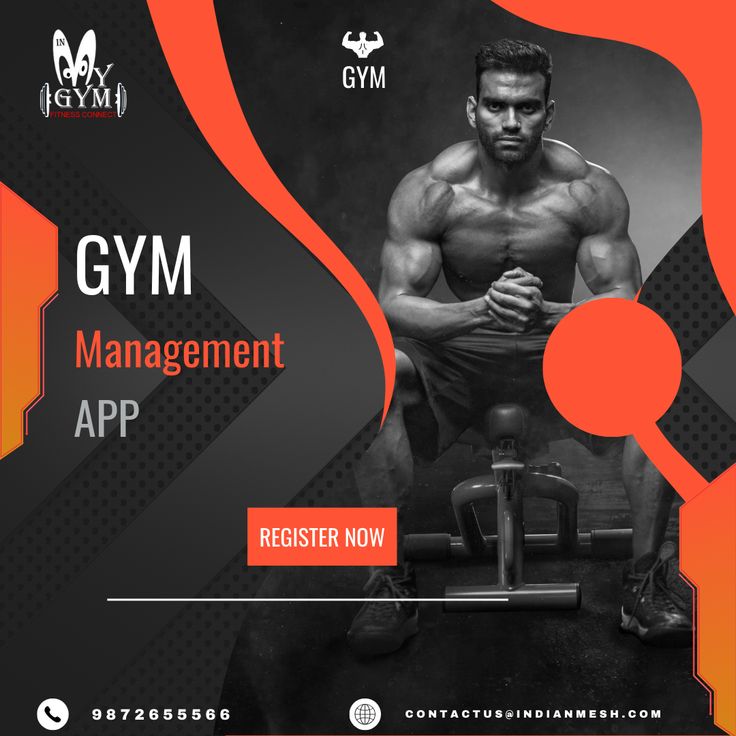 IN
MY
GYM
FITNESS CONNECT
GYM
GYM
Management
APP
REGISTER NOW
9872655566
CONTACTUS@INDIANMESH.COM